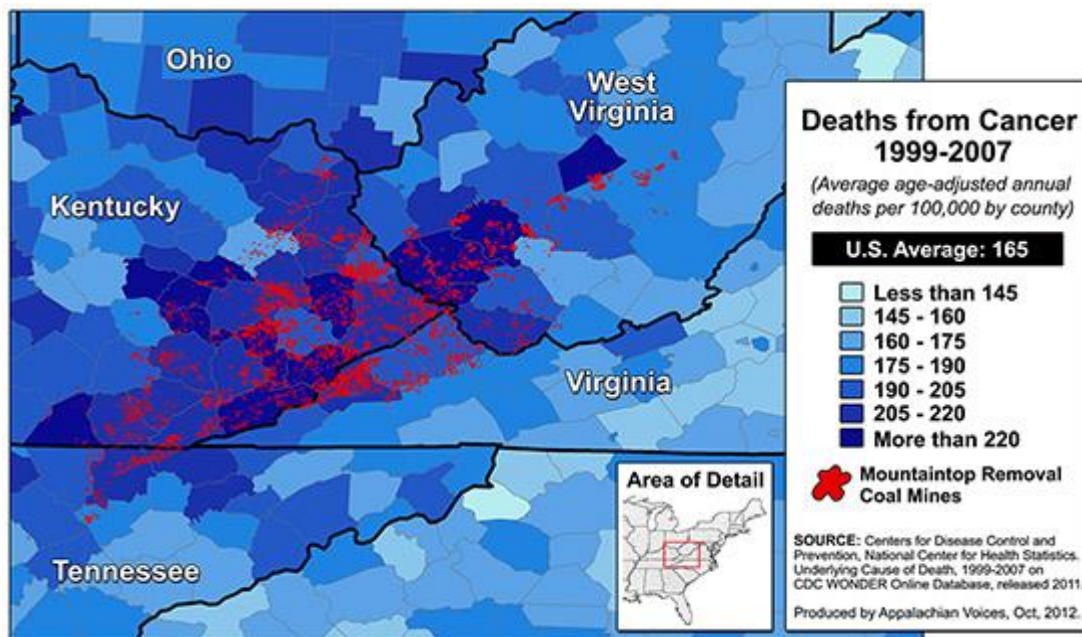 Ohio
West
Virginia
Kentucky
Virginia
Tennessee
Area of Detail
Deaths from Cancer
1999-2007
(Average age-adjusted annual
deaths per 100,000 by county)
U.S. Average: 165
Less than 145
145 - 160
160 - 175
175 - 190
190 - 205
205 - 220
More than 220
Mountaintop Removal
Coal Mines
SOURCE: Centers for Disease Control and
Prevention, National Center for Health Statistics.
Underlying Cause of Death, 1999-2007 on
CDC WONDER Online Database, released 2011.
Produced by Appalachian Voices, Oct, 2012.